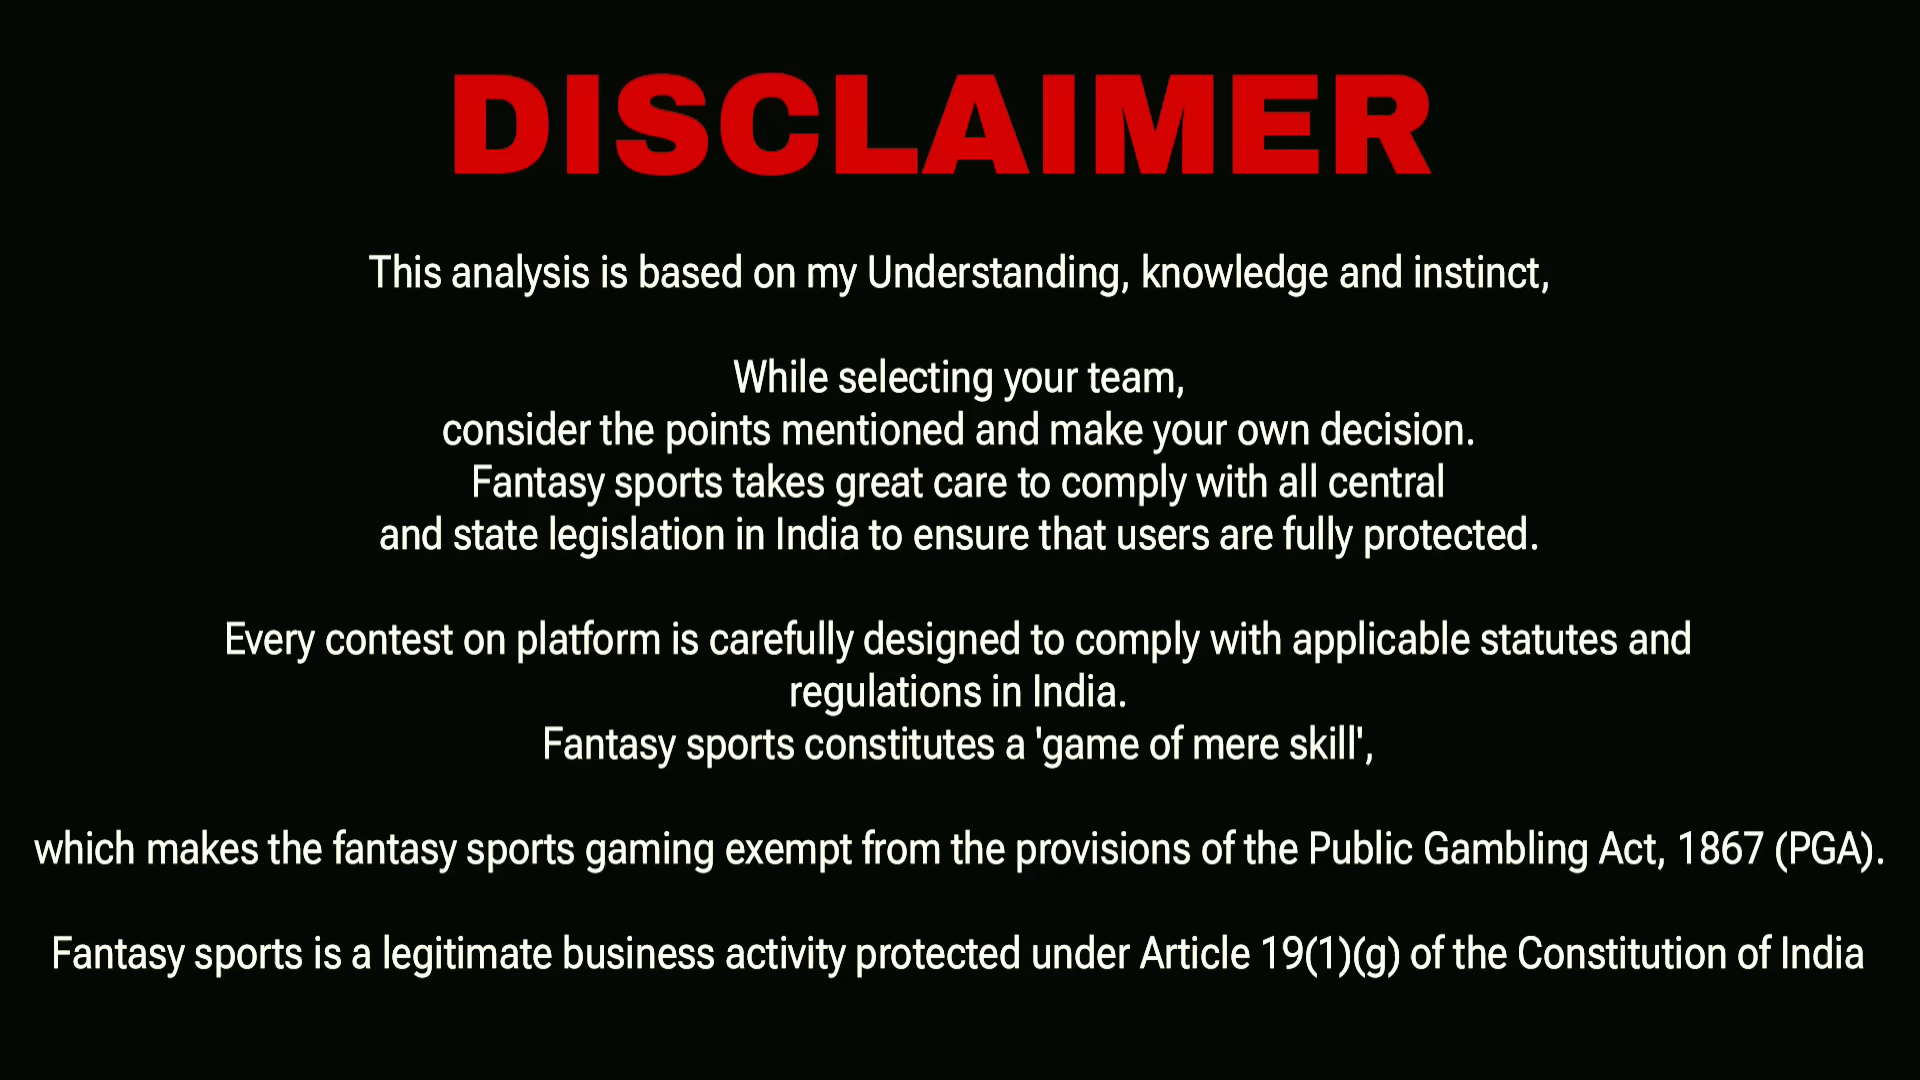 DISCLAIMER
This analysis is based on my Understanding, knowledge and instinct,
While selecting your team,
consider the points mentioned and make your own decision.
Fantasy sports takes great care to comply with all central
and state legislation in India to ensure that users are fully protected.
Every contest on platform is carefully designed to comply with applicable statutes and
regulations in India.
Fantasy sports constitutes a 'game of mere skill',
which makes the fantasy sports gaming exempt from the provisions of the Public Gambling Act, 1867 (PGA).
Fantasy sports is a legitimate business activity protected under Article 19(1)(g) of the Constitution of India